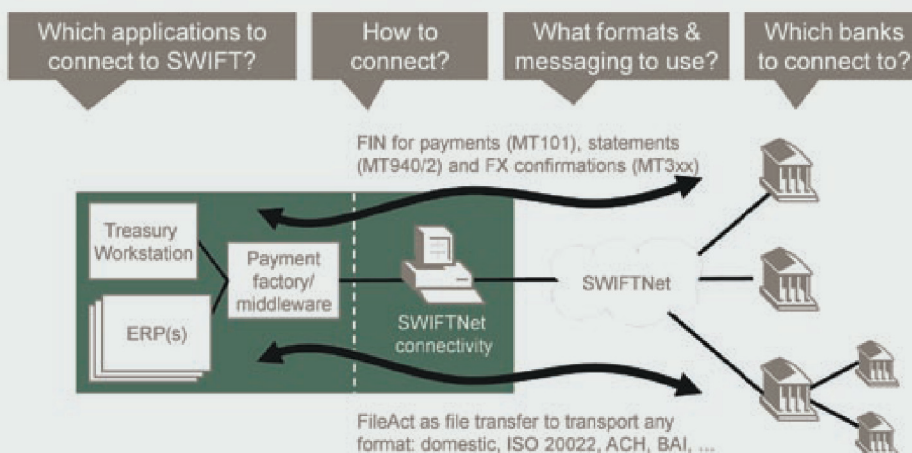 Which applications to
connect to SWIFT?
How to
connect?
What formats &
messaging to use?
Which banks
to connect to?
FIN for payments (MT101), statements
(MT940/2) and FX confirmations (MT3xx)
Treasury
Workstation
Payment
factory/
middleware
ERP(s)
SWIFTNet
connectivity
SWIFTNet
FileAct as file transfer to transport any
format: domestic, ISO 20022, ACH, BAI, ...